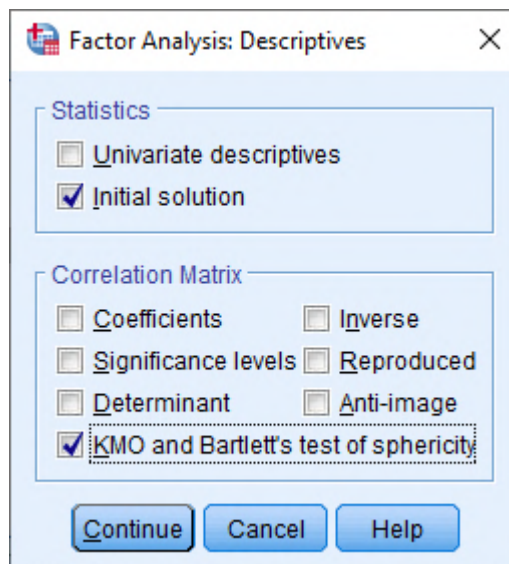 Factor Analysis: Descriptives
Statistics
Univariate descriptives
Initial solution
Correlation Matrix
Coefficients Inverse
Significance levels Reproduced
Determinant Anti-image
KMO and Bartlett's test of sphericity
Continue Cancel Help